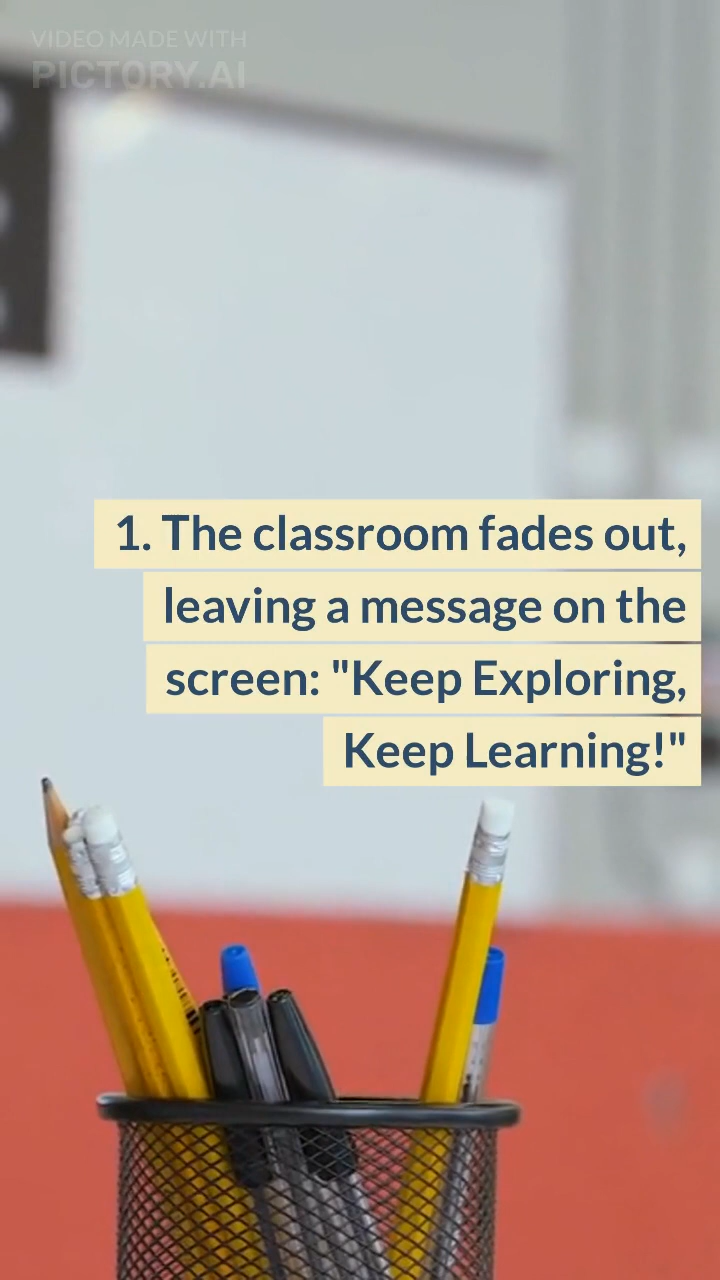 VIDEO MADE WITH
PICTORY.AI
1. The classroom fades out,
leaving a message on the
screen: "Keep Exploring,
Keep Learning!"